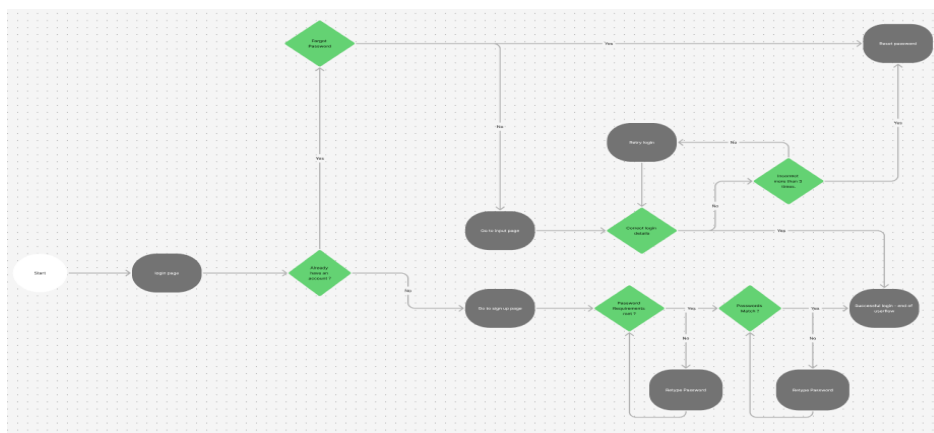 Forgot
Password
Yes
Reset password
No
Yes
Retry login
No
Yes
more than 5
times
No
Go to input page
Correct login
details
Yes
Start
login page
Already
have an
account ?
No
Go to sign up page
Password
Requirements
met ?
Yes
Passwords
Match ?
Yes
Successful login - end of
userflow
No
No
Retype Password
Retype Password